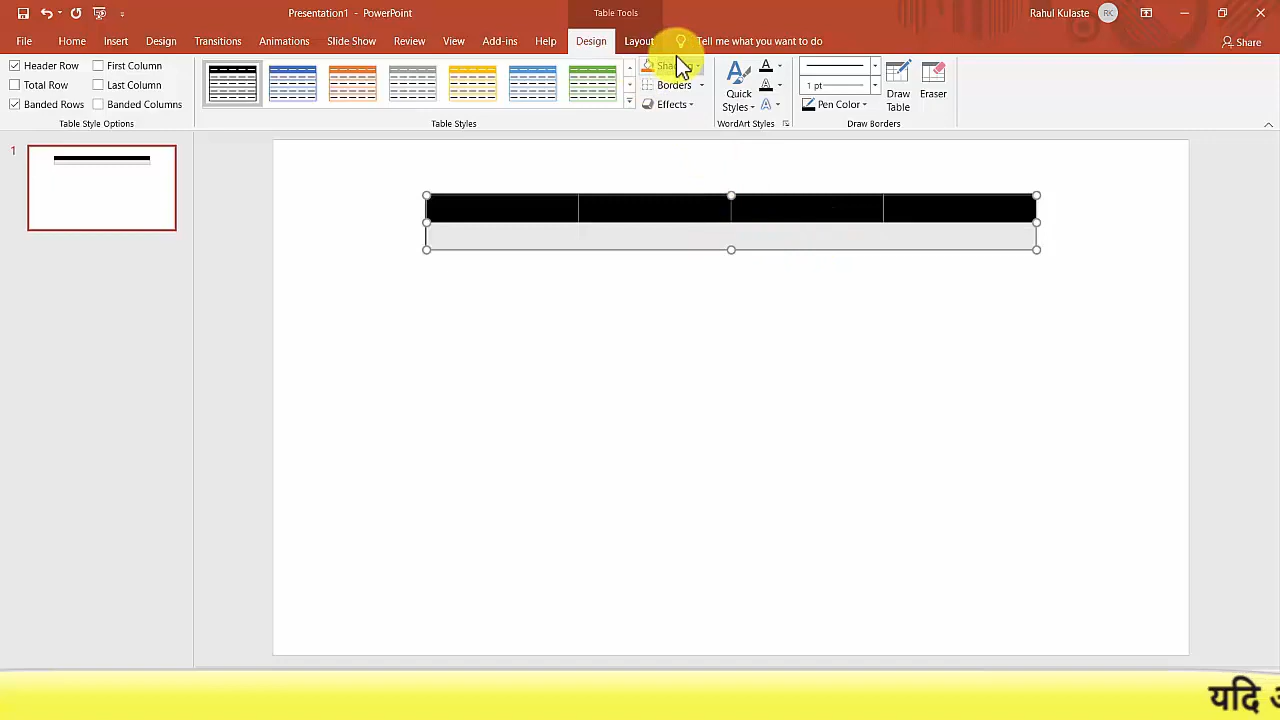 Presentation1 - PowerPoint
Table Tools
Rahul Kulaste
RK
File
Home
Insert
Design
Transitions
Animations
Slide Show
Review
View
Add-ins
Help
Design
Layout
Tell me what you want to do
Share
Header Row
First Column
Total Row
Last Column
Banded Rows
Banded Columns
Table Style Options
Table Styles
Borders
Effects
Quick
Styles
WordArt Styles
1 pt
Pen Color
Draw
Table
Eraser
Draw Borders
1
यदि